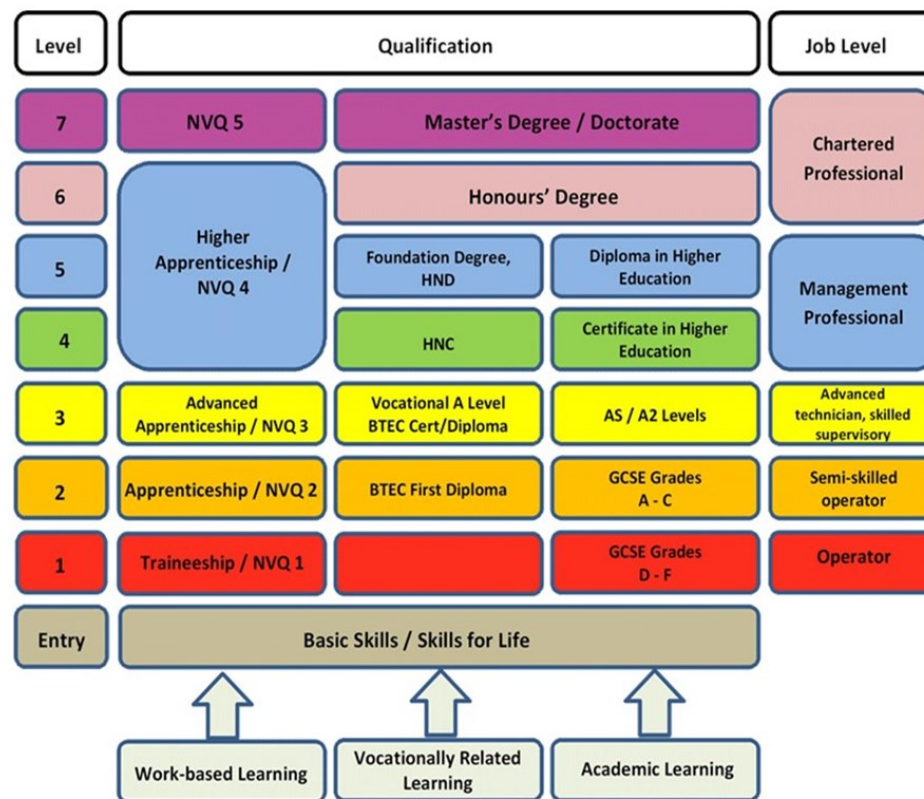 Level
Qualification
Job Level
7
NVQ 5
Master's Degree / Doctorate
Chartered
Professional
6
Higher
Apprenticeship /
NVQ 4
Honours' Degree
5
Foundation Degree,
HND
Diploma in Higher
Education
Management
Professional
4
HNC
Certificate in Higher
Education
3
Advanced
Apprenticeship / NVQ 3
Vocational A Level
BTEC Cert/Diploma
AS / A2 Levels
Advanced
technician, skilled
supervisory
2
Apprenticeship / NVQ 2
BTEC First Diploma
GCSE Grades
A - C
Semi-skilled
operator
1
Traineeship / NVQ 1
GCSE Grades
D - F
Operator
Entry
Basic Skills / Skills for Life
Work-based Learning
Vocationally Related
Learning
Academic Learning